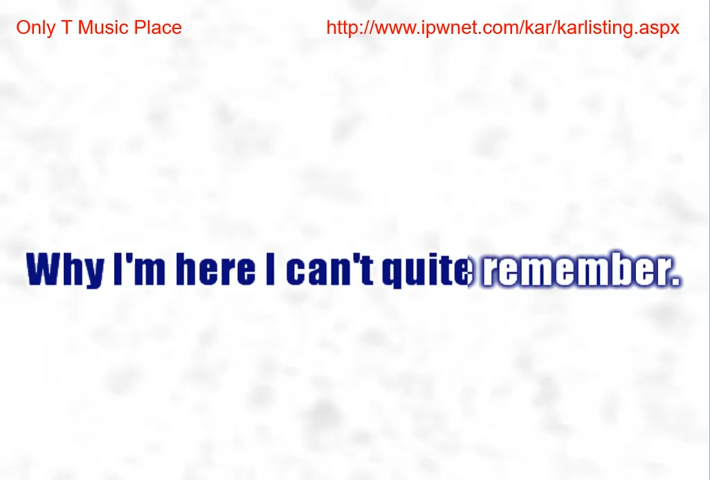 Only T Music Place http://www.ipwnet.com/kar/karlisting.aspx
Why I'm here I can't quite remember.